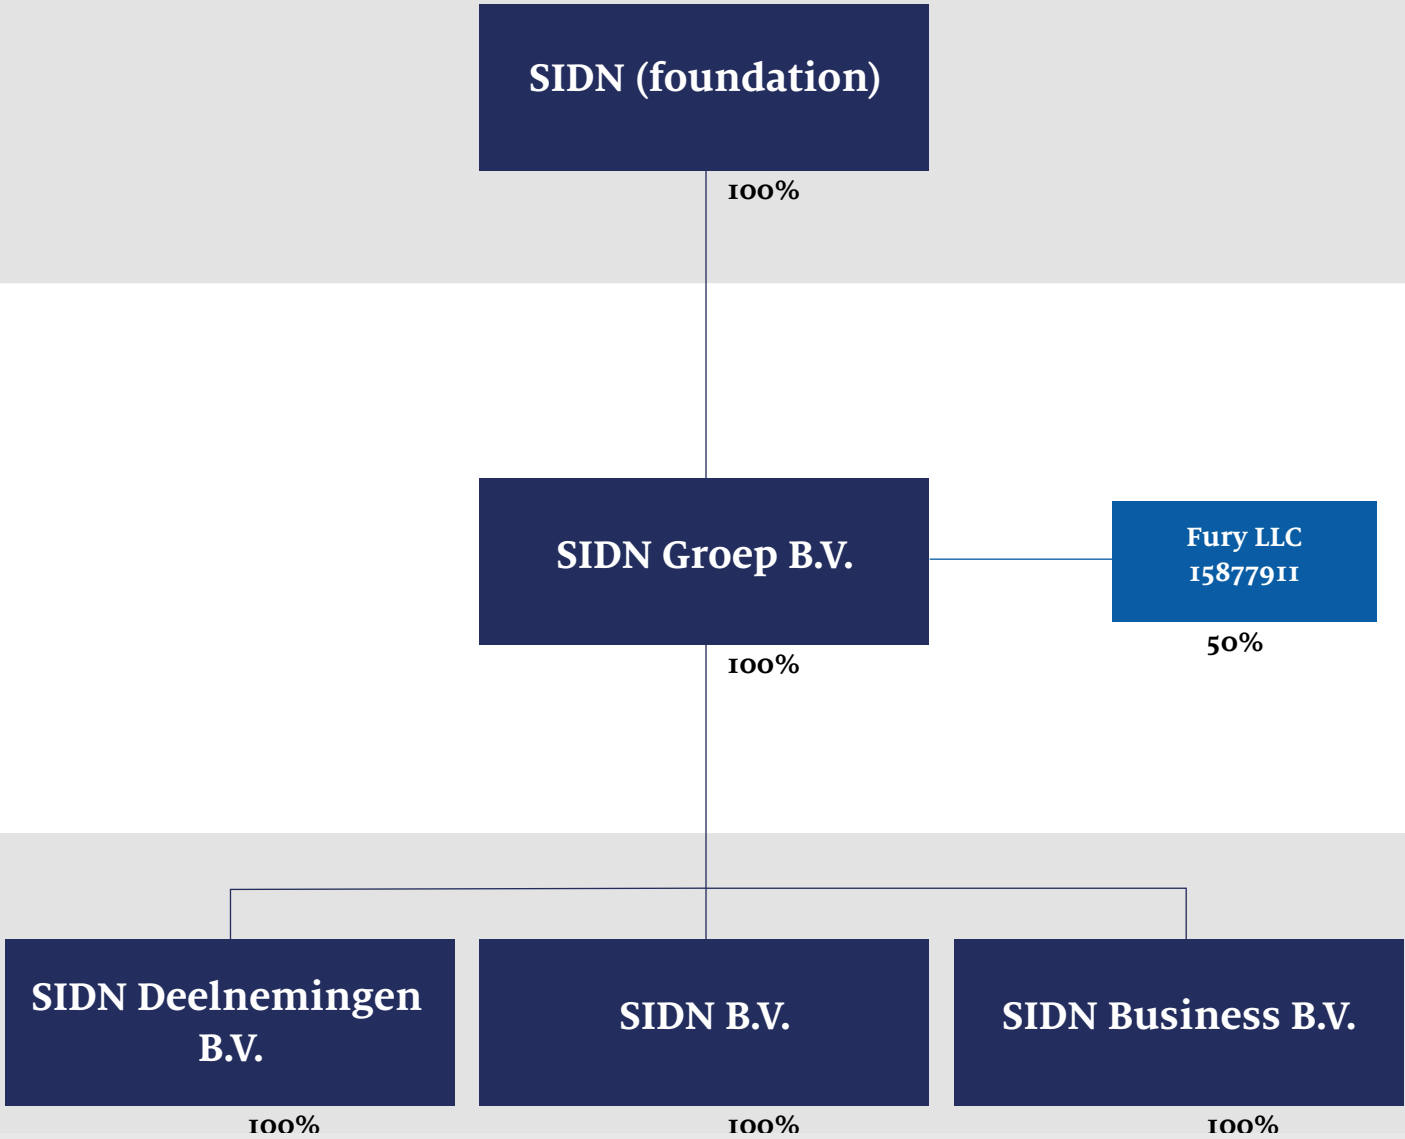 SIDN (foundation)
100%
SIDN Groep B.V.
Fury LLC
15877911
50%
100%
SIDN Deelnemingen
B.V.
SIDN B.V.
SIDN Business B.V.
100%
100%
100%